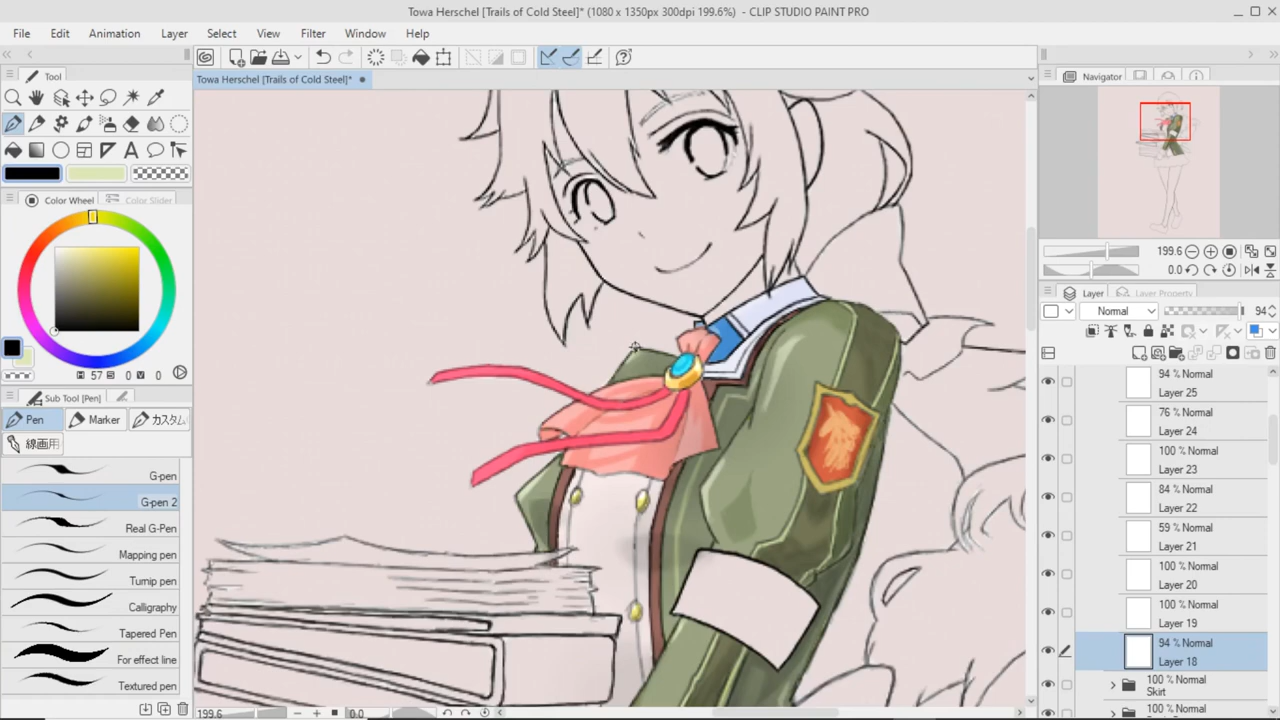 Towa Herschel [Trails of Cold Steel]* (1080 x 1350px 300dpi 199.6%) - CLIP STUDIO PAINT PRO
File Edit Animation Layer Select View Filter Window Help
Tool
Towa Herschel [Trails of Cold Steel]*
Navigator
Color Wheel
Color Slider
199.6
0.0
Layer
Layer Property
Normal
94
H 57 S 0 V 0
Sub Tool [Pen]
Pen
Marker
カスタム
線画用
G-pen
G-pen 2
Real G-Pen
Mapping pen
Turnip pen
Calligraphy
Tapered Pen
For effect line
Textured pen
94 % Normal
Layer 25
76 % Normal
Layer 24
100 % Normal
Layer 23
84 % Normal
Layer 22
59 % Normal
Layer 21
100 % Normal
Layer 20
100 % Normal
Layer 19
94 % Normal
Layer 18
100 % Normal
Skirt
100 % Normal
199.6
0.0